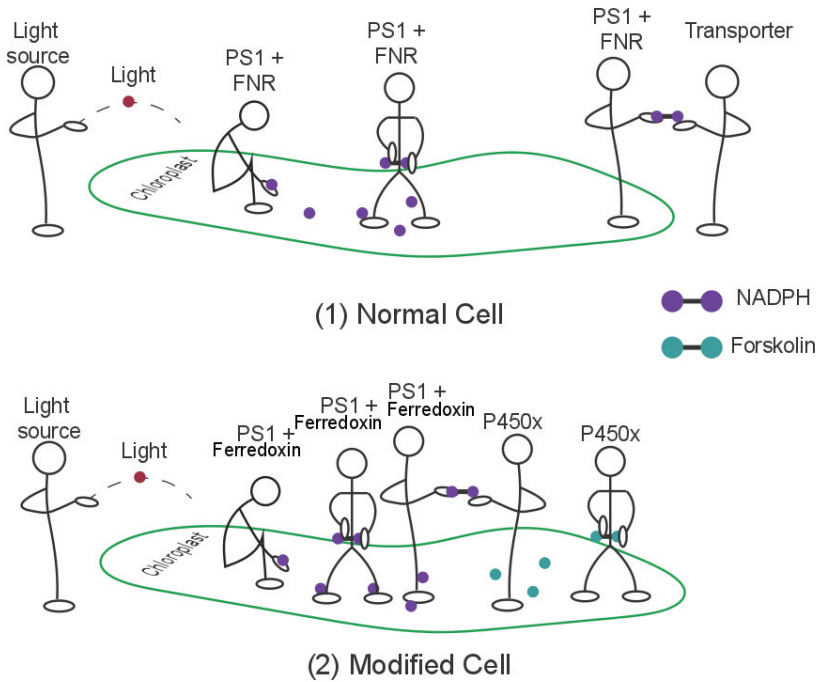 Light
source
Light
PS1 +
FNR
PS1 +
FNR
PS1 +
FNR
Transporter
Chloroplast
(1) Normal Cell
NADPH
Forskolin
Light
source
Light
PS1 +
Ferredoxin
PS1 +
Ferredoxin
PS1 +
Ferredoxin
P450x
P450x
Chloroplast
(2) Modified Cell